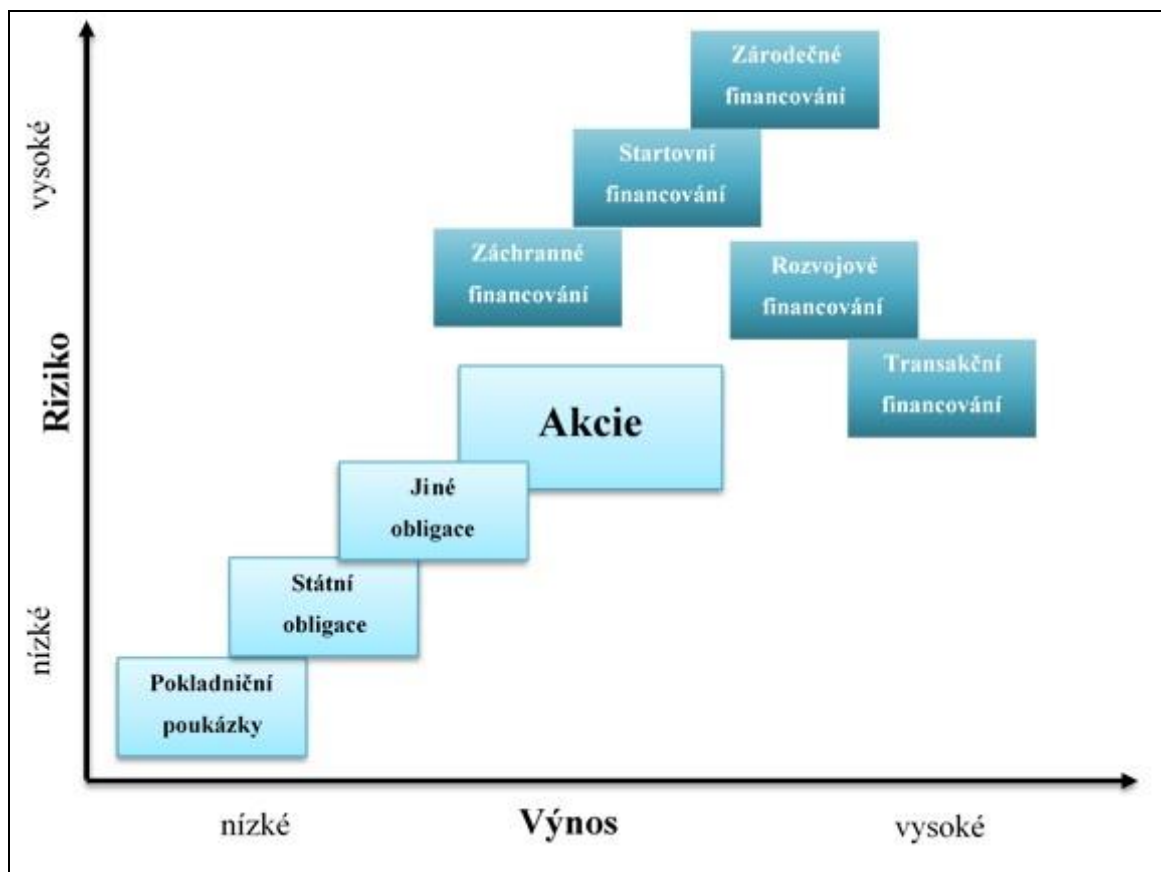 Zárodečné
financování
vysoké
Startovní
financování
Záchranné
financování
Rozvojově
financování
Riziko
Transakční
financování
Akcie
Jiné
obligace
Státní
obligace
nízké
Pokladniční
poukázky
nízké
Výnos
vysoké